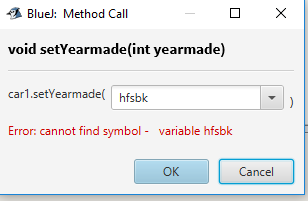 BlueJ: Method Call
void setYearmade(int yearmade)
car1.setYearmade( hfsbk )
Error: cannot find symbol - variable hfsbk
OK Cancel